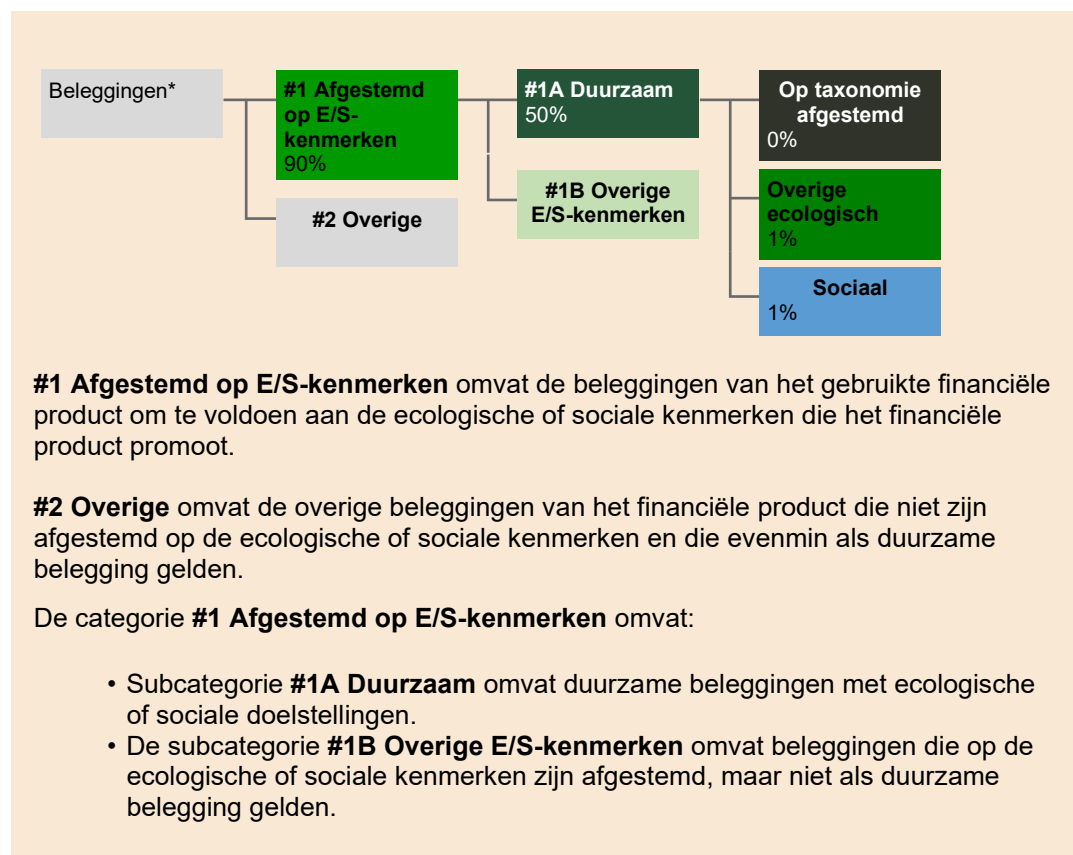 Beleggingen*
#1 Afgestemd
op E/S-
kenmerken
90%
#2 Overige
#1A Duurzaam
50%
#1B Overige
E/S-kenmerken
Op taxonomie
afgestemd
0%
Overige
ecologisch
1%
Sociaal
1%
#1 Afgestemd op E/S-kenmerken omvat de beleggingen van het gebruikte financiële
product om te voldoen aan de ecologische of sociale kenmerken die het financiële
product promoot.
#2 Overige omvat de overige beleggingen van het financiële product die niet zijn
afgestemd op de ecologische of sociale kenmerken en die evenmin als duurzame
belegging gelden.
De categorie #1 Afgestemd op E/S-kenmerken omvat:
• Subcategorie #1A Duurzaam omvat duurzame beleggingen met ecologische
of sociale doelstellingen.
• De subcategorie #1B Overige E/S-kenmerken omvat beleggingen die op de
ecologische of sociale kenmerken zijn afgestemd, maar niet als duurzame
belegging gelden.